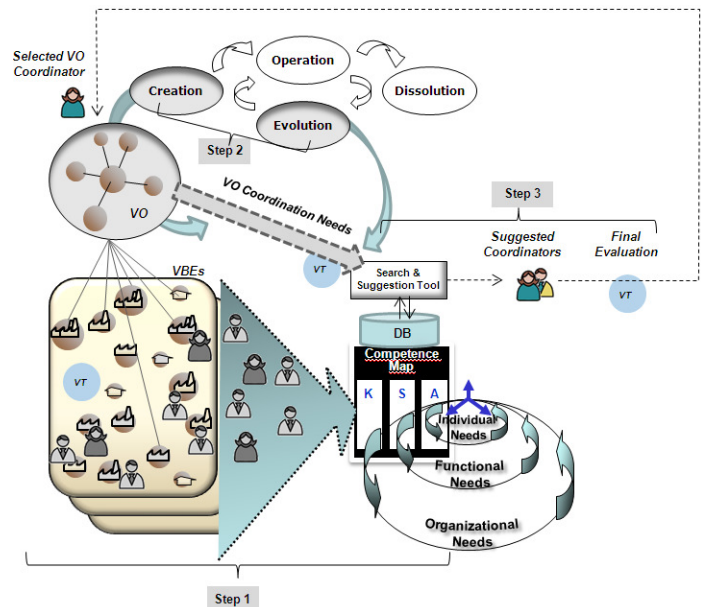 Selected VO
Coordinator
Operation
Creation
Dissolution
Evolution
Step 2
VO
VO Coordination Needs
Step 3
Suggested
Coordinators
Final
Evaluation
VBEs
VT
Search &
Suggestion Tool
VT
DB
Competence
Map
K S A
VT
Individual
Needs
Functional
Needs
Organizational
Needs
Step 1